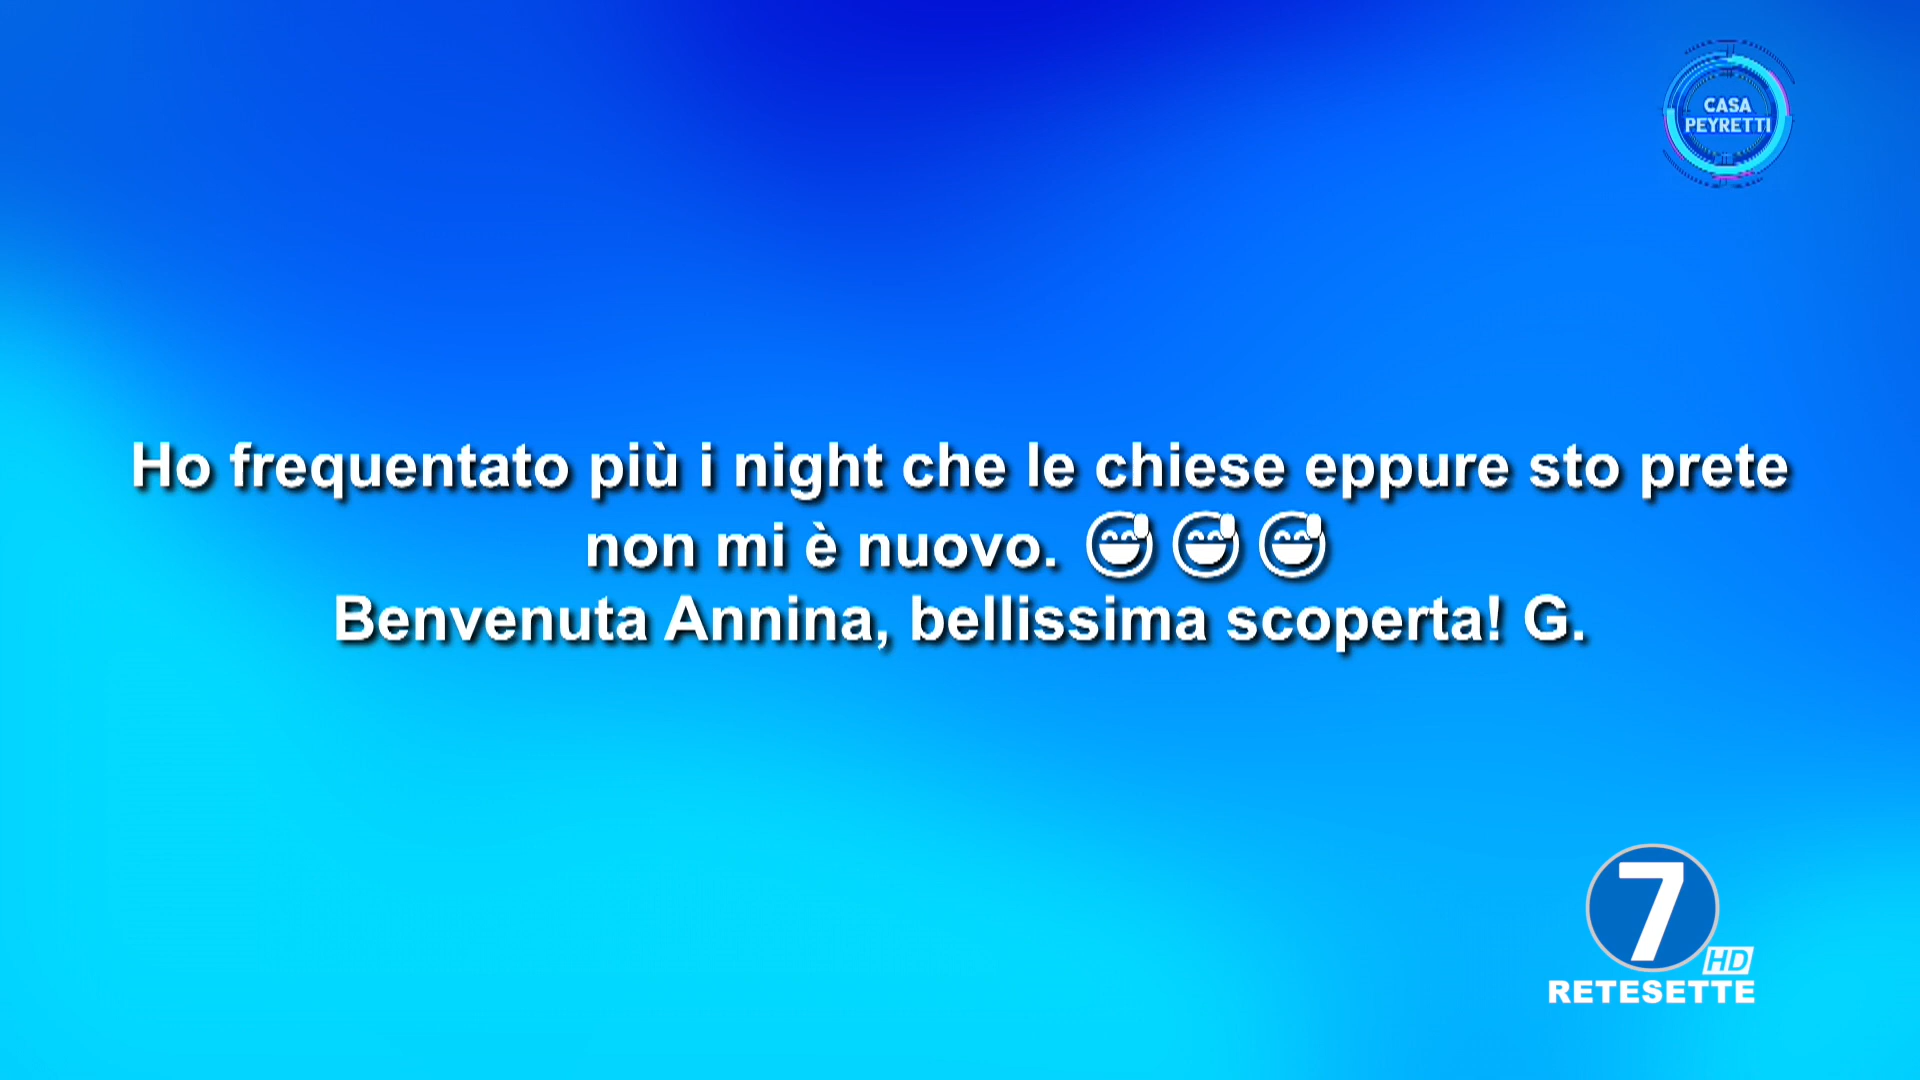 CASA
PEYRETTI
Ho frequentato più i night che le chiese eppure sto prete
non mi è nuovo. 😅 😅 😅
Benvenuta Annina, bellissima scoperta! G.
7
HD
RETESETTE